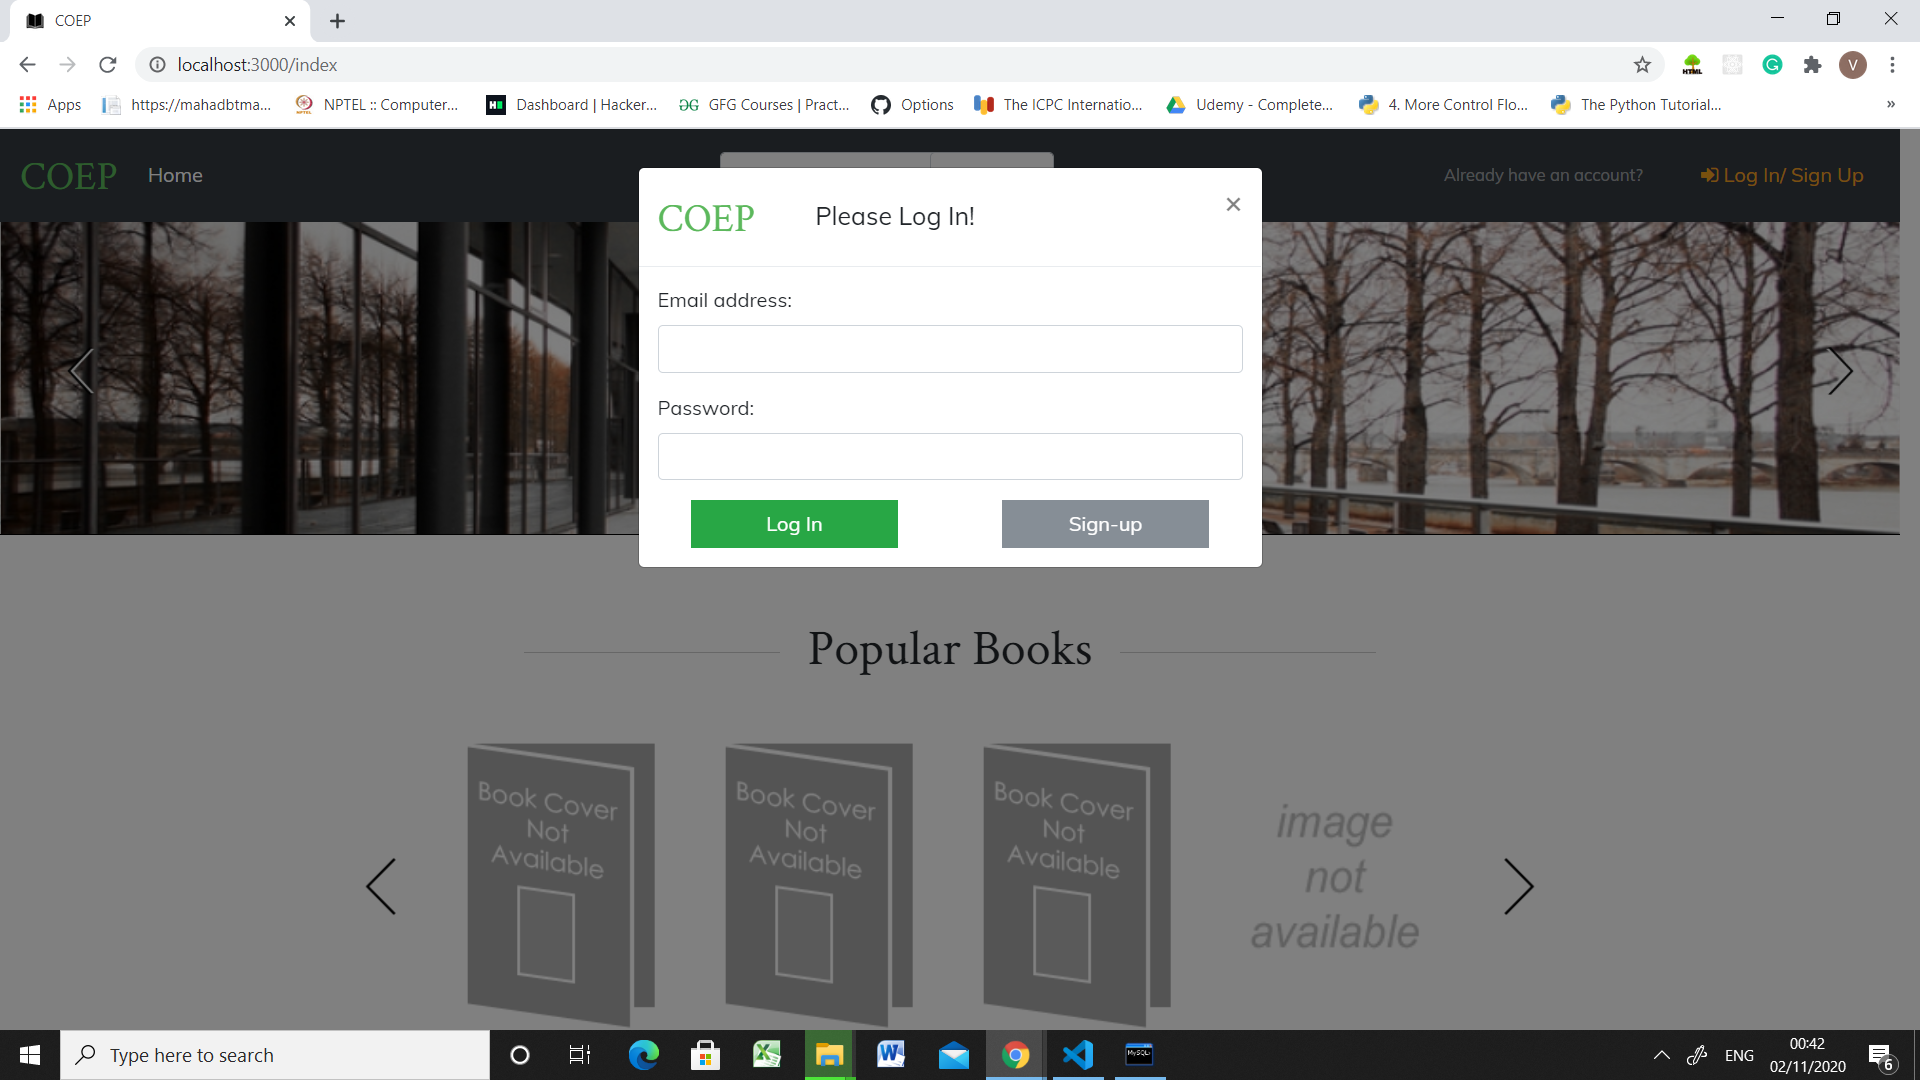 COEP
localhost:3000/index
V
Apps
https://mahadbtma...
NPTEL :: Computer...
Dashboard | Hacker...
GFG Courses | Pract...
Options
The ICPC Internatio...
Udemy - Complete...
4. More Control Flo...
The Python Tutorial...
»
COEP
Home
Already have an account?
Log In/ Sign Up
COEP
Please Log In!
×
Email address:
Password:
Log In
Sign-up
Popular Books
Book Cover
Not
Available
Book Cover
Not
Available
Book Cover
Not
Available
image
not
available
Type here to search
ENG
00:42
02/11/2020
6